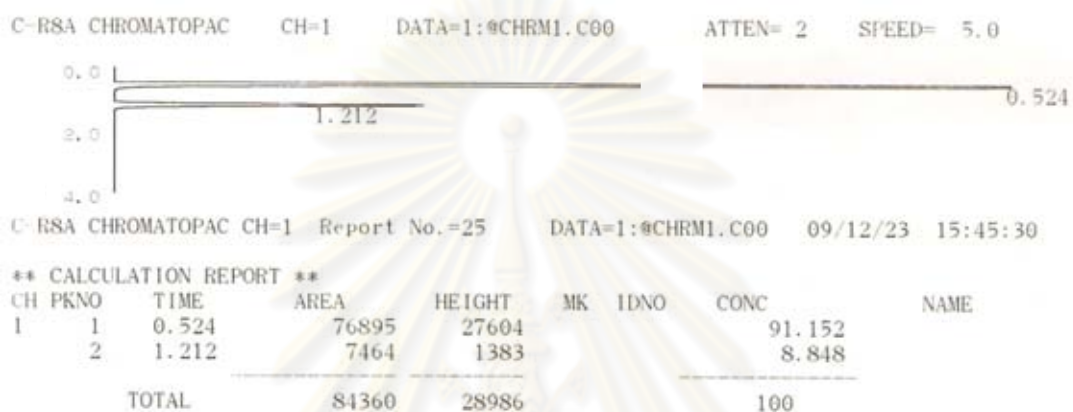 C-R8A CHROMATOPAC CH=1 DATA=1:@CHRM1.C00 ATTEN= 2 SPEED= 5.0
0.0
0.524
1.212
2.0
4.0
C-R8A CHROMATOPAC CH=1 Report No.=25 DATA=1:@CHRM1.C00 09/12/23 15:45:30
** CALCULATION REPORT **
CH PKNO TIME AREA HEIGHT MK IDNO CONC NAME
1 1 0.524 76895 27604 91.152
2 1.212 7464 1383 8.848
TOTAL 84360 28986 100